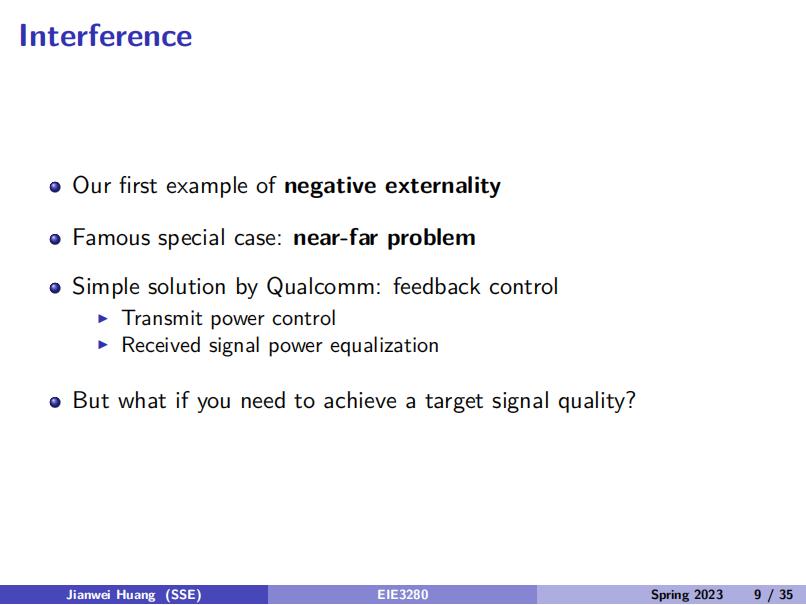 Interference
Our first example of negative externality
Famous special case: near-far problem
Simple solution by Qualcomm: feedback control
Transmit power control
Received signal power equalization
But what if you need to achieve a target signal quality?
Jianwei Huang (SSE) EIE3280 Spring 2023 9 / 35